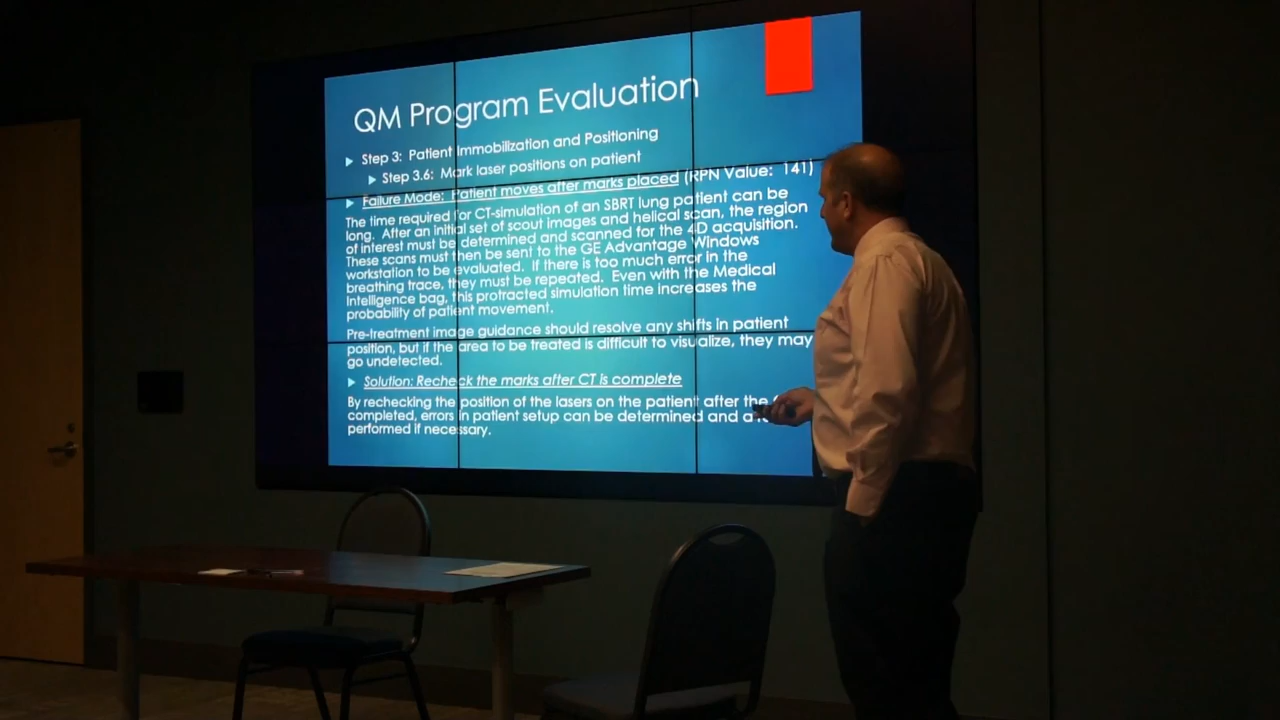 QM Program Evaluation
Step 3: Patient Immobilization and Positioning
Step 3.6: Mark laser positions on patient
Failure Mode: Patient moves after marks placed (RPN Value: 141)
The time required for CT-simulation of an SBRT lung patient can be
long. After an initial set of scout images and helical scan, the region
of interest must be determined and scanned for the 4D acquisition.
These scans must then be sent to the GE Advantage Windows
workstation to be evaluated. If there is too much error in the
breathing trace, they must be repeated. Even with the Medical
Intelligence bag, this protracted simulation time increases the
probability of patient movement.
Pre-treatment image guidance should resolve any shifts in patient
position, but if the area to be treated is difficult to visualize, they may
go undetected.
Solution: Recheck the marks after CT is complete
By rechecking the position of the lasers on the patient after the
completed, errors in patient setup can be determined and a
performed if necessary.